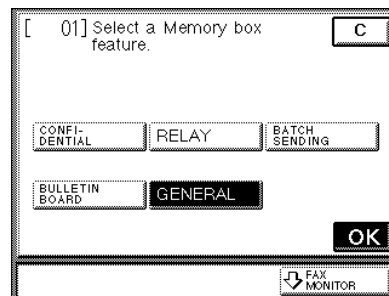 [ 01] Select a Memory box
feature.
C
CONFI-
DENTIAL
RELAY
BATCH
SENDING
BULLETIN
BOARD
GENERAL
OK
FAX
MONITOR